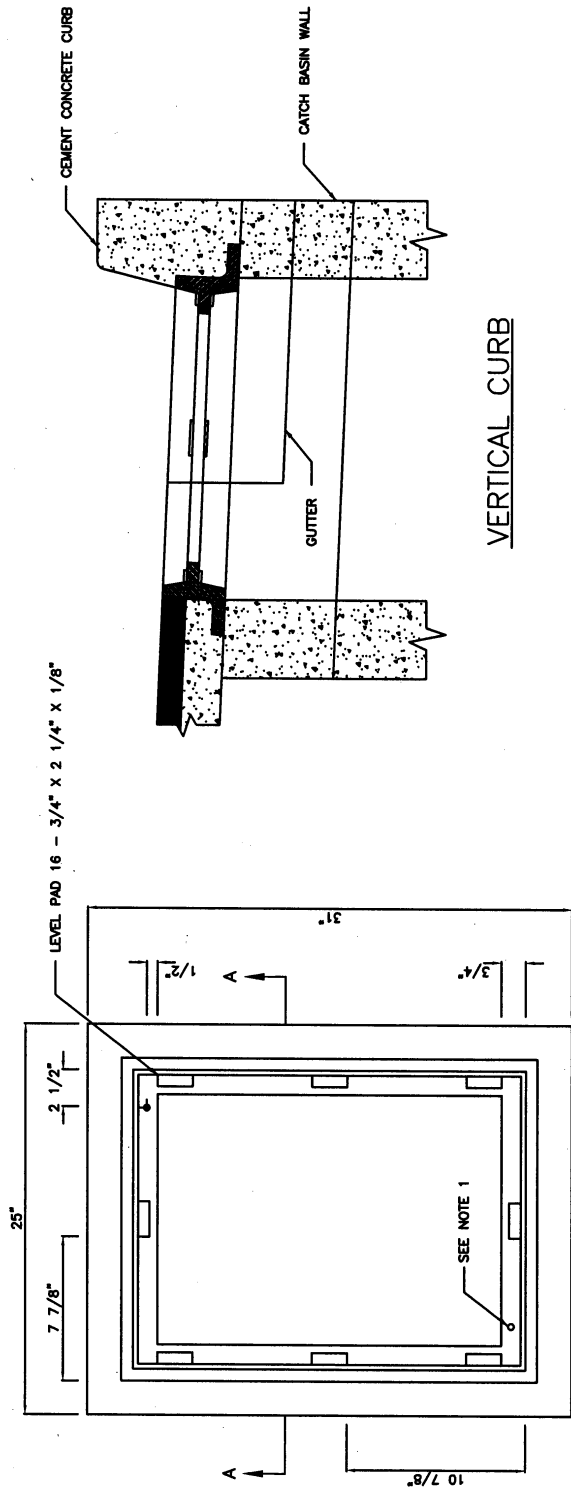 LEVEL PAD 16 - 3/4" X 2 1/4" X 1/8"
25"
7 7/8"
2 1/2"
31"
1/2"
A
A
3/4"
10 7/8"
SEE NOTE 1
CEMENT CONCRETE CURB
CATCH BASIN WALL
GUTTER
VERTICAL CURB